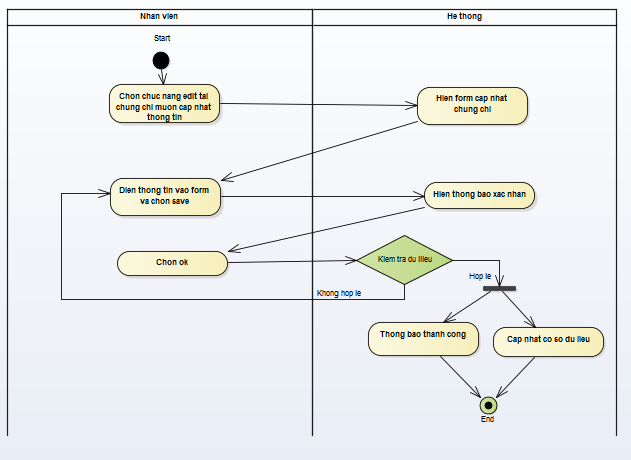 Nhan vien
He thong
Start
Chon chuc nang edit tai
chung chi muon cap nhat
thong tin
Hien form cap nhat
chung chi
Dien thong tin vao form
va chon save
Hien thong bao xac nhan
Chon ok
Kiem tra du lilieu
Hop le
Khong hop le
Thong bao thanh cong
Cap nhat co so du lieu
End